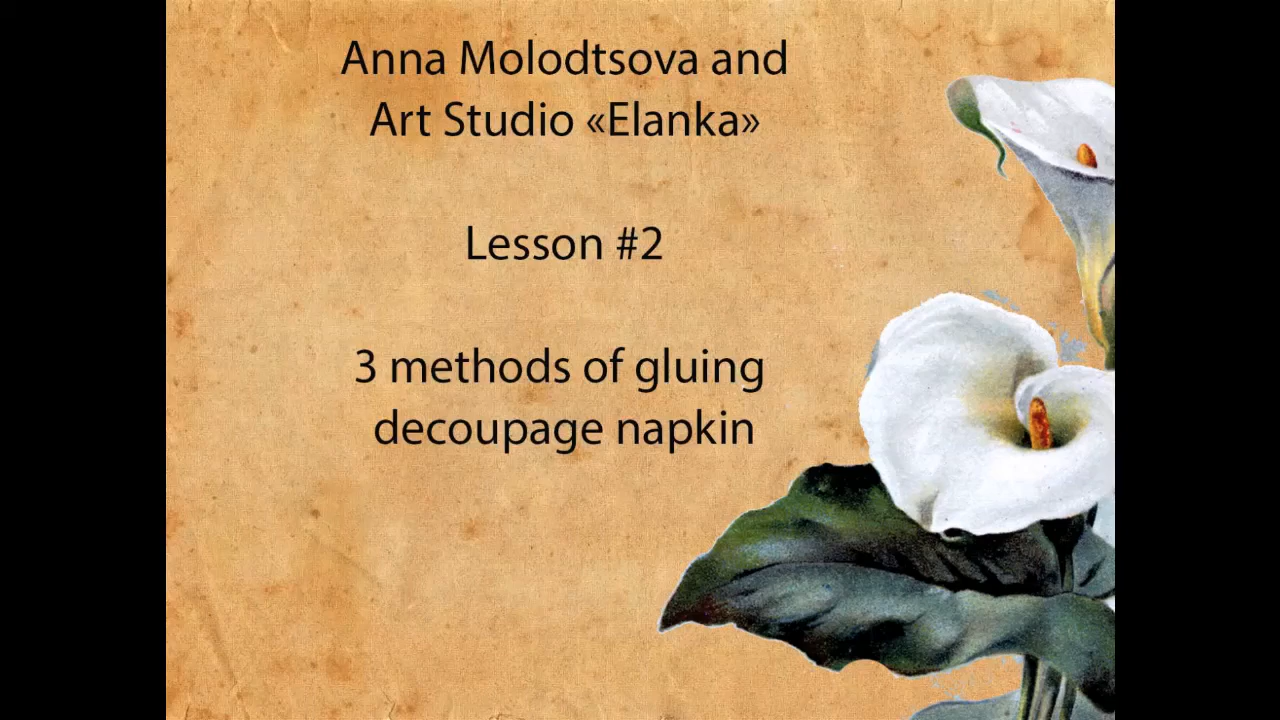 Anna Molodtsova and
Art Studio «Elanka»
Lesson #2
3 methods of gluing
decoupage napkin